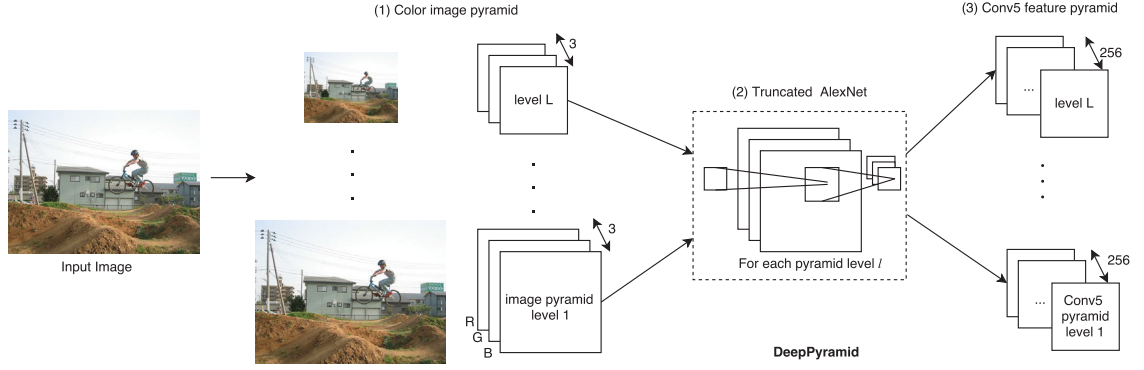 (1) Color image pyramid
(3) Conv5 feature pyramid
3
level L
256
...
level L
(2) Truncated AlexNet
For each pyramid level l
Input Image
3
image pyramid
level 1
R
G
B
256
...
Conv5
pyramid
level 1
DeepPyramid